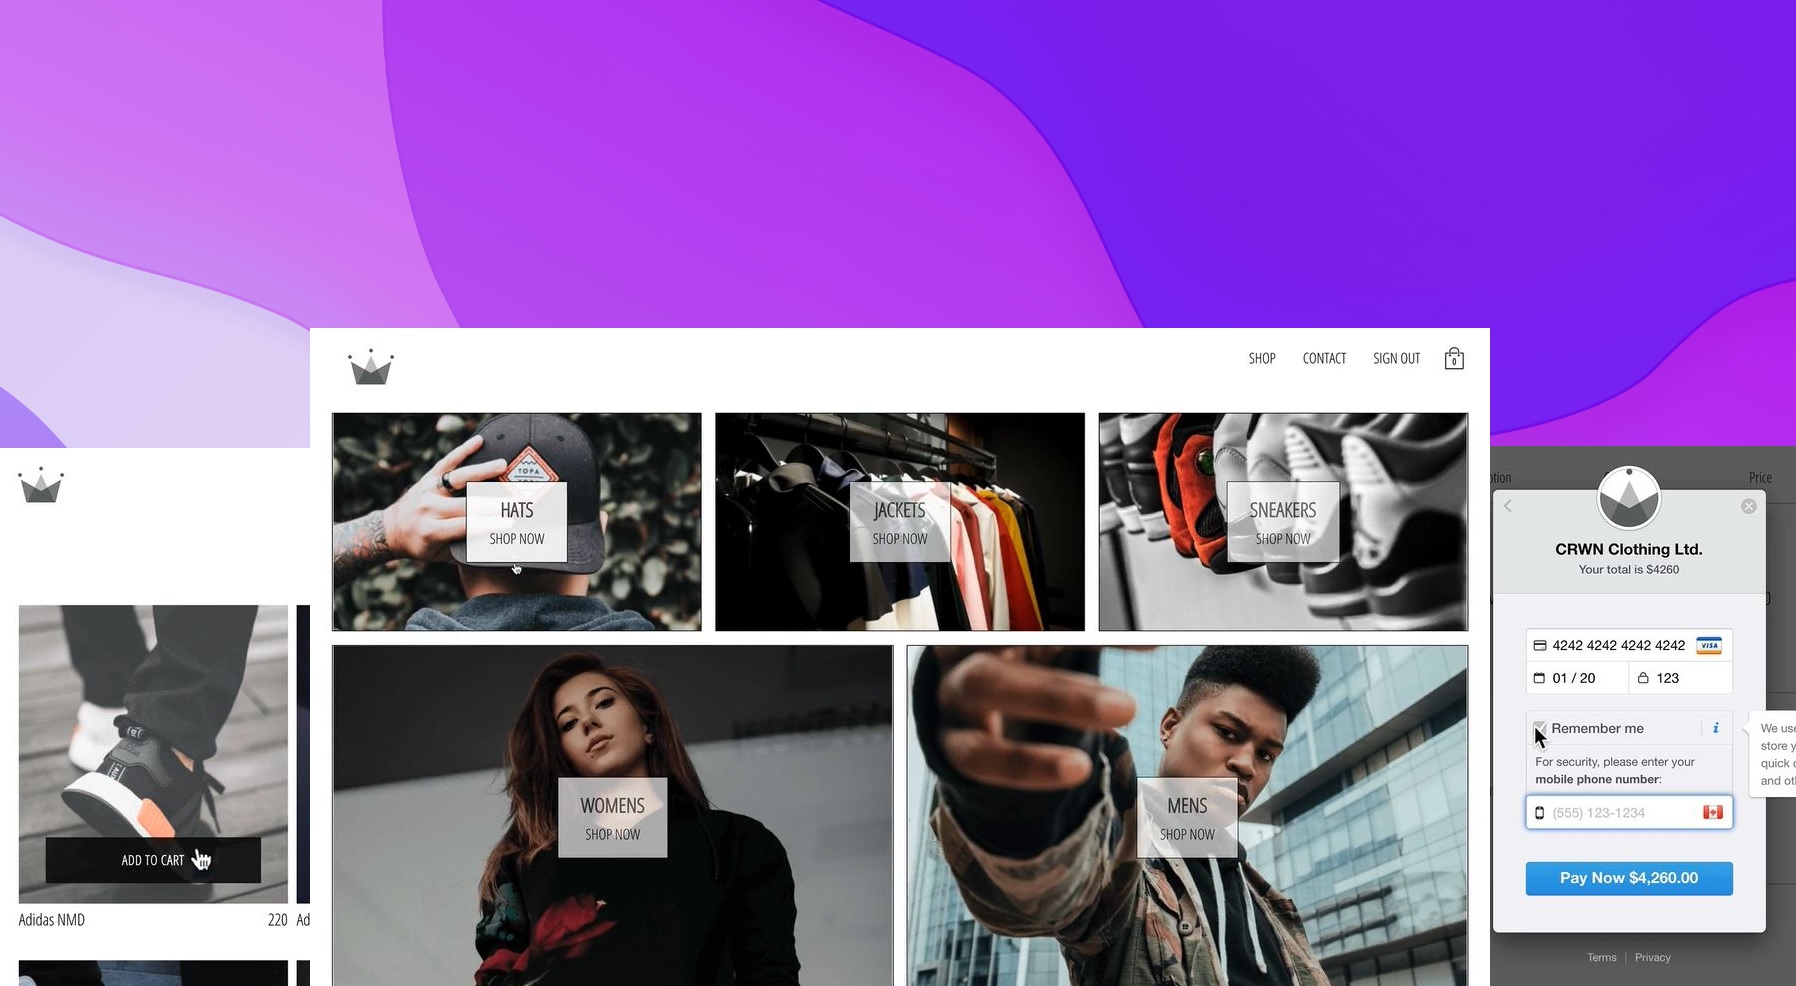 SHOP CONTACT SIGN OUT
0
TOPA
HATS
SHOP NOW
JACKETS
SHOP NOW
SNEAKERS
SHOP NOW
WOMENS
SHOP NOW
MENS
SHOP NOW
ADD TO CART
Adidas NMD 220
Price
CRWN Clothing Ltd.
Your total is $4260
4242 4242 4242 4242 VISA
01 / 20 123
Remember me i
For security, please enter your
mobile phone number:
(555) 123-1234
Pay Now $4,260.00
We use
store
quick
and
Terms Privacy